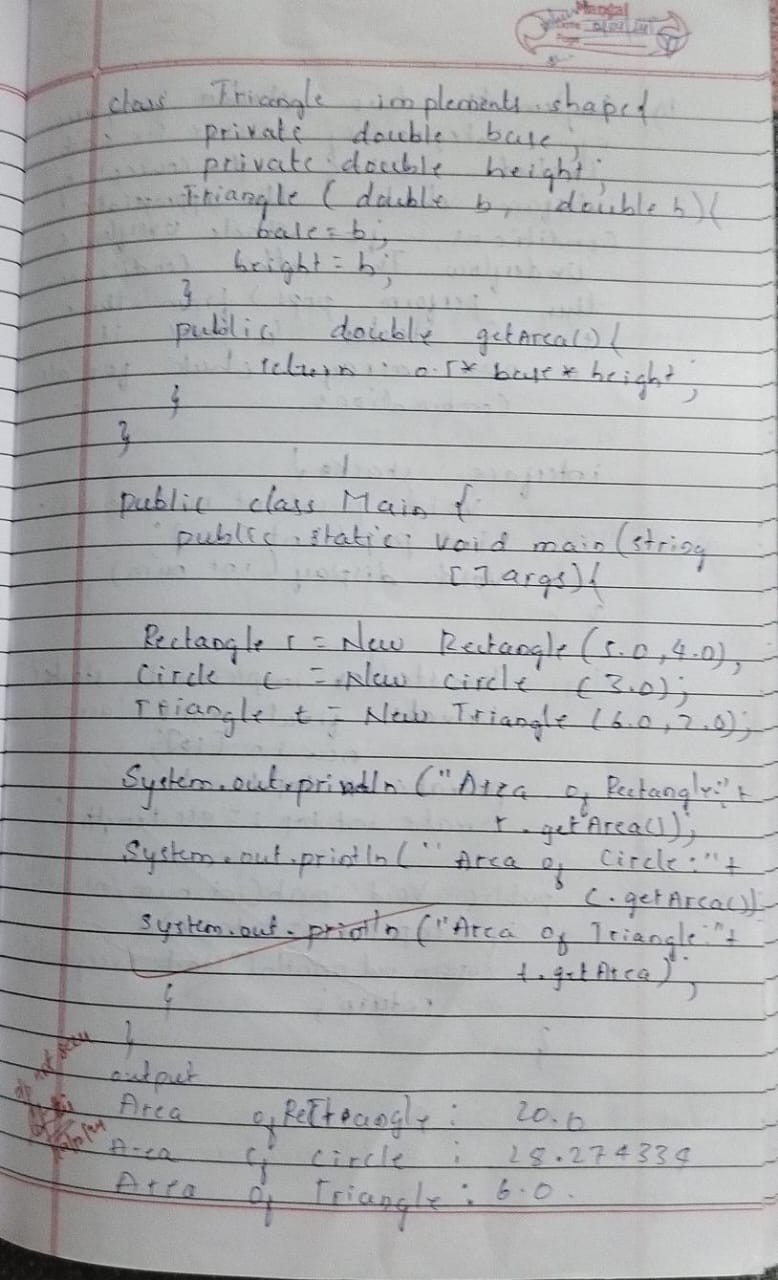 class Triangle implements shaped
private double base;
private double height;
Triangle ( double b, double h){
base = b;
height = h;
}
public double getArea() {
return 0.5* base * height;
}
}
public class Main {
public static void main(string
[] args){
Rectangle r = New Rectangle (5.0, 4.0);
Circle c = New circle (3.0);
Triangle t = New Triangle (6.0, 2.0);
System.out.println ("Area of Rectangle:"+
r.getArea());
System.out.println (" Area of Circle:"+
c.getArea())
System.out.println ("Area of Triangle:"+
t.getArea);
}
}
output
Area of Rectangle : 20.0
Area of circle : 28.274334
Area of Triangle : 6.0.